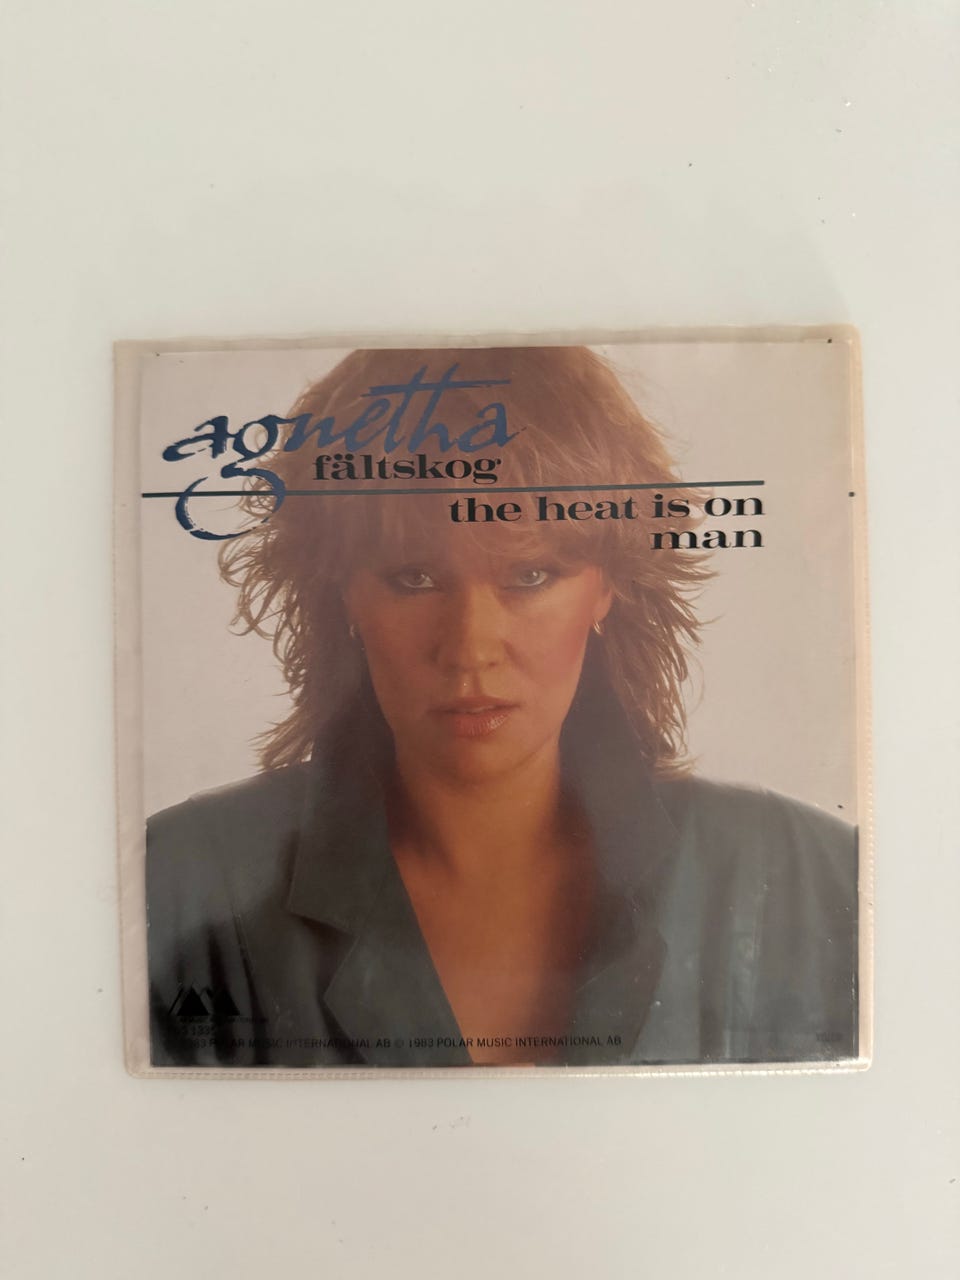 agnetha
fältskog
the heat is on
man
1983 POLAR MUSIC INTERNATIONAL AB © 1983 POLAR MUSIC INTERNATIONAL AB